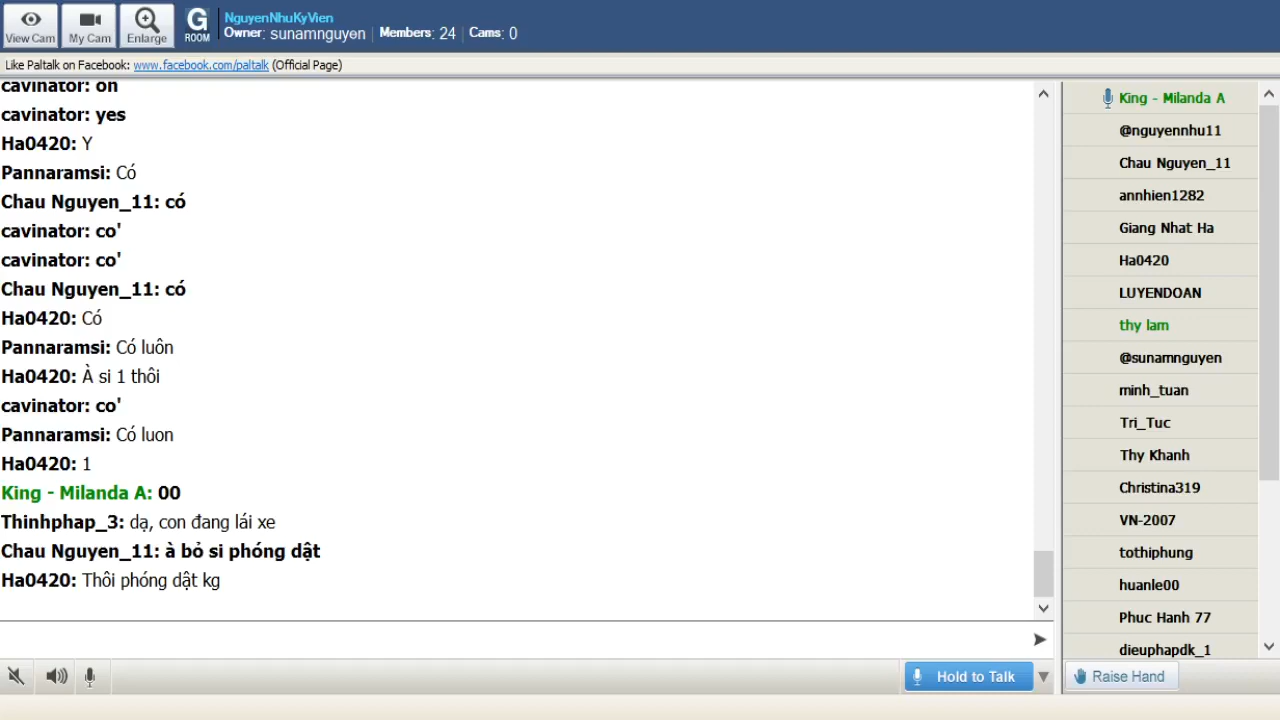 View Cam
My Cam
Enlarge
G
ROOM
NguyenNhuKyVien
Owner: sunamnguyen | Members: 24 | Cams: 0
Like Paltalk on Facebook: www.facebook.com/paltalk (Official Page)
cavinator: on
cavinator: yes
Ha0420: Y
Pannaramsi: Có
Chau Nguyen_11: có
cavinator: co'
cavinator: co'
Chau Nguyen_11: có
Ha0420: Có
Pannaramsi: Có luôn
Ha0420: À si 1 thôi
cavinator: co'
Pannaramsi: Có luon
Ha0420: 1
King - Milanda A: 00
Thinhphap_3: dạ, con đang lái xe
Chau Nguyen_11: à bỏ si phóng dật
Ha0420: Thôi phóng dật kg
Hold to Talk
King - Milanda A
@nguyennhu11
Chau Nguyen_11
annhien1282
Giang Nhat Ha
Ha0420
LUYENDOAN
thy lam
@sunamnguyen
minh_tuan
Tri_Tuc
Thy Khanh
Christina319
VN-2007
tothiphung
huanle00
Phuc Hanh 77
dieuphapdk_1
Raise Hand